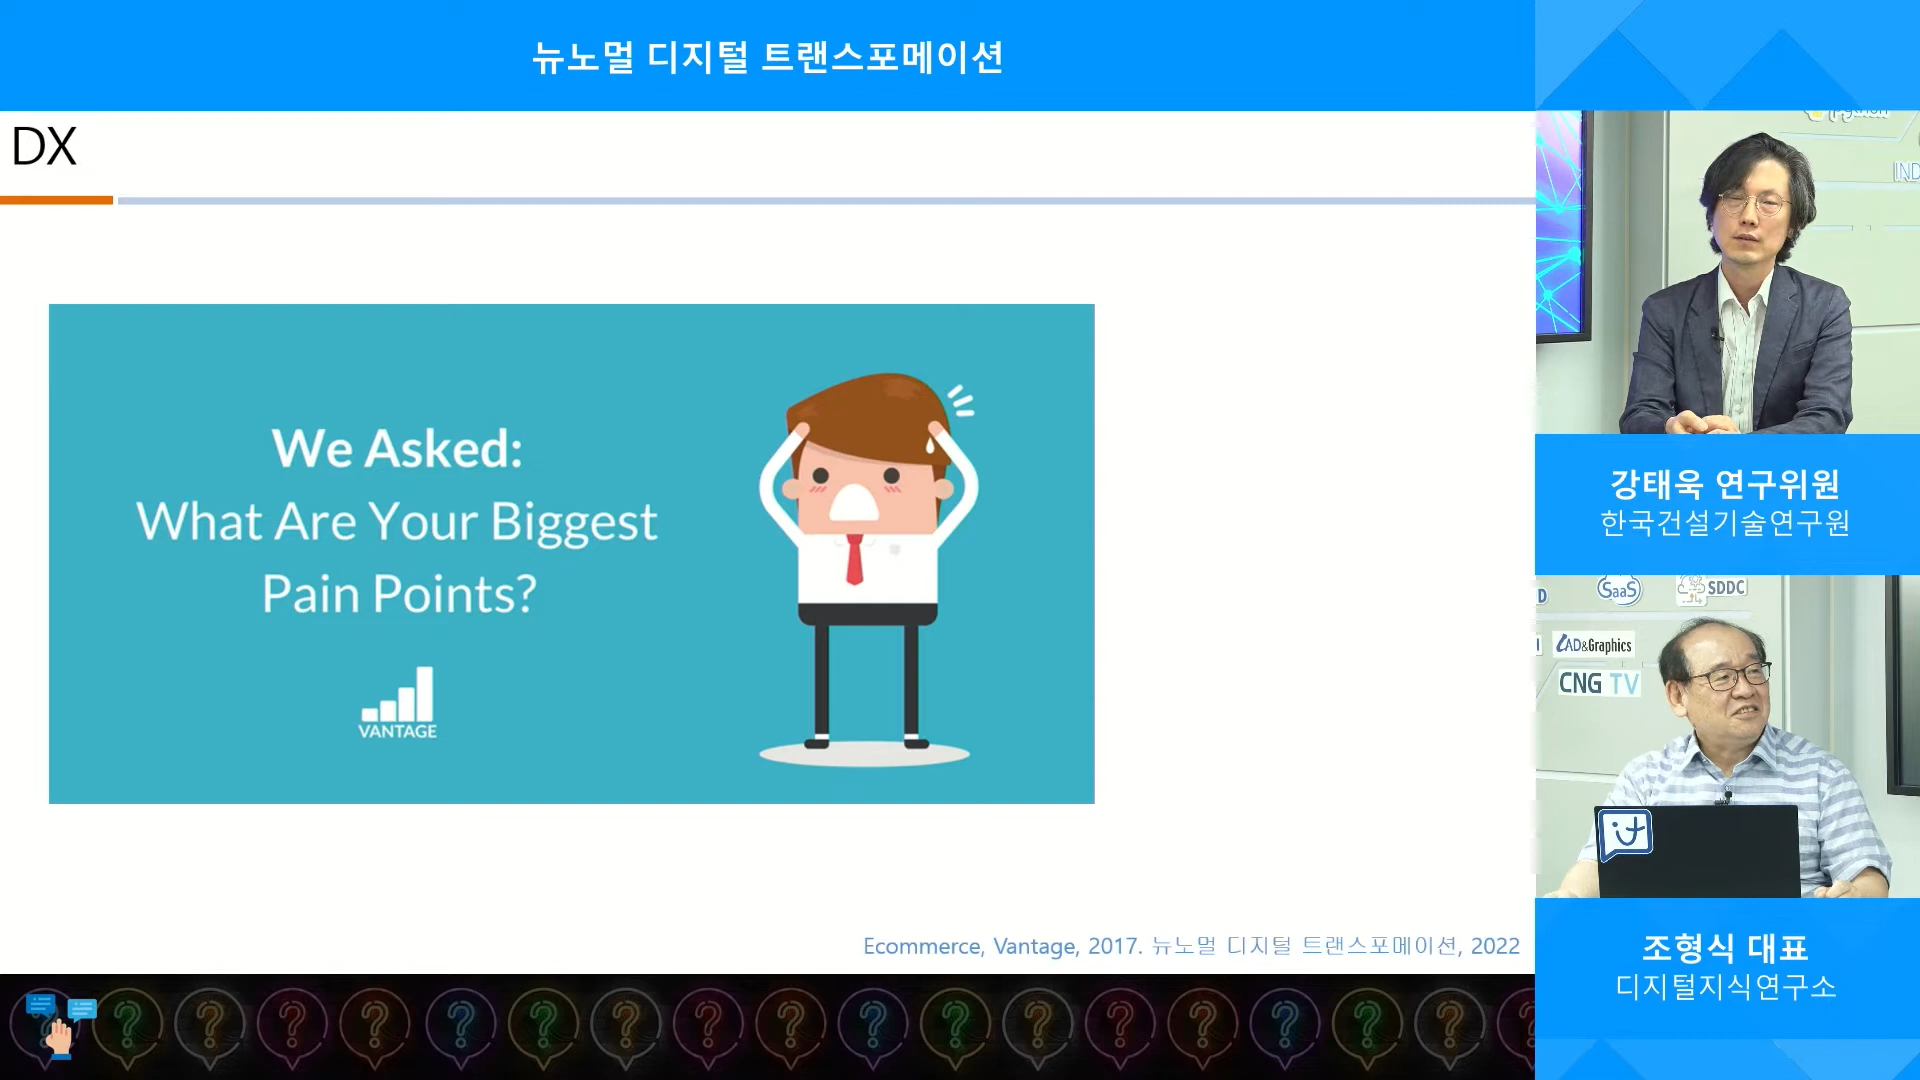 뉴노멀 디지털 트랜스포메이션
DX
We Asked:
What Are Your Biggest
Pain Points?
VANTAGE
Ecommerce, Vantage, 2017. 뉴노멀 디지털 트랜스포메이션, 2022
python
IND
강태욱 연구위원
한국건설기술연구원
SaaS
SDDC
CAD&Graphics
CNG TV
조형식 대표
디지털지식연구소